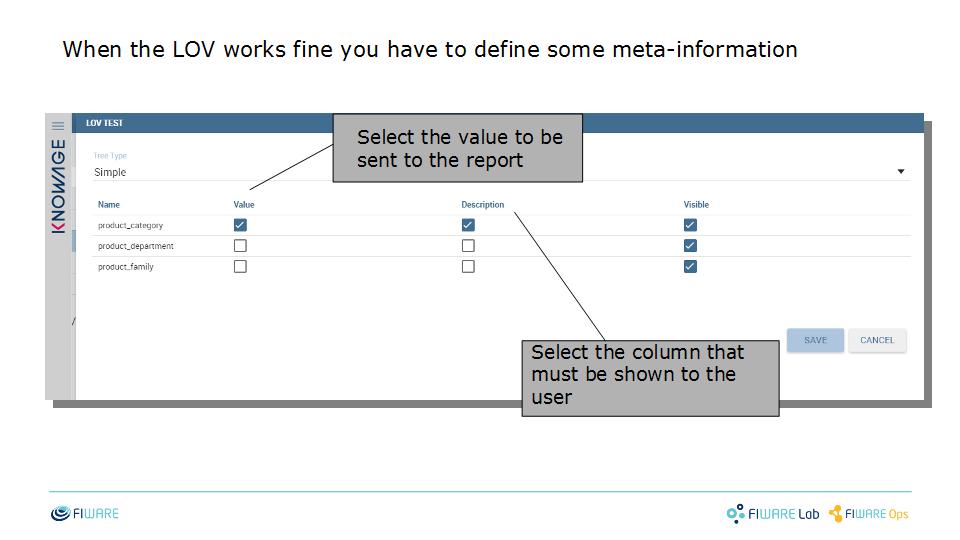 When the LOV works fine you have to define some meta-information
KNOWAGE
LOV TEST
Select the value to be
sent to the report
Tree Type
Simple
Name Value Description Visible
product_category
product_department
product_family
/
SAVE CANCEL
Select the column that
must be shown to the
user
FIWARE
FIWARE Lab
FIWARE Ops